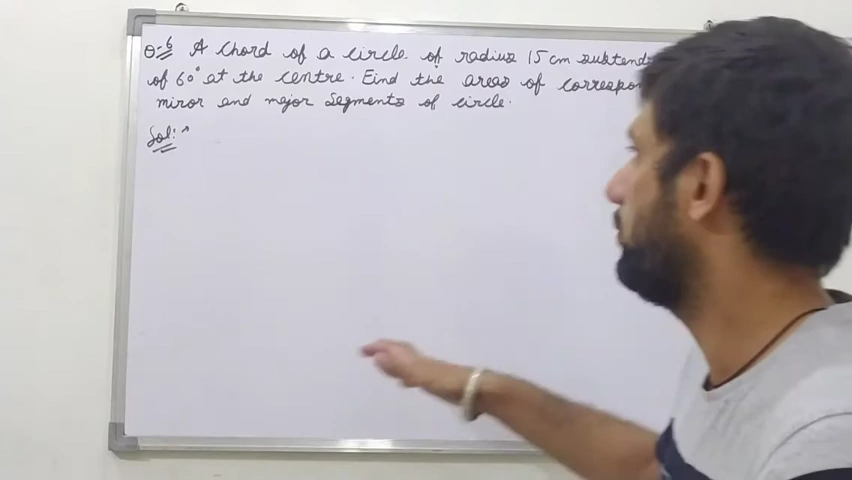 Q-6 A chord of a circle of radius 15 cm subtend
of 60° at the centre. Find the areas of correspon
minor and major segments of circle.
Sol: